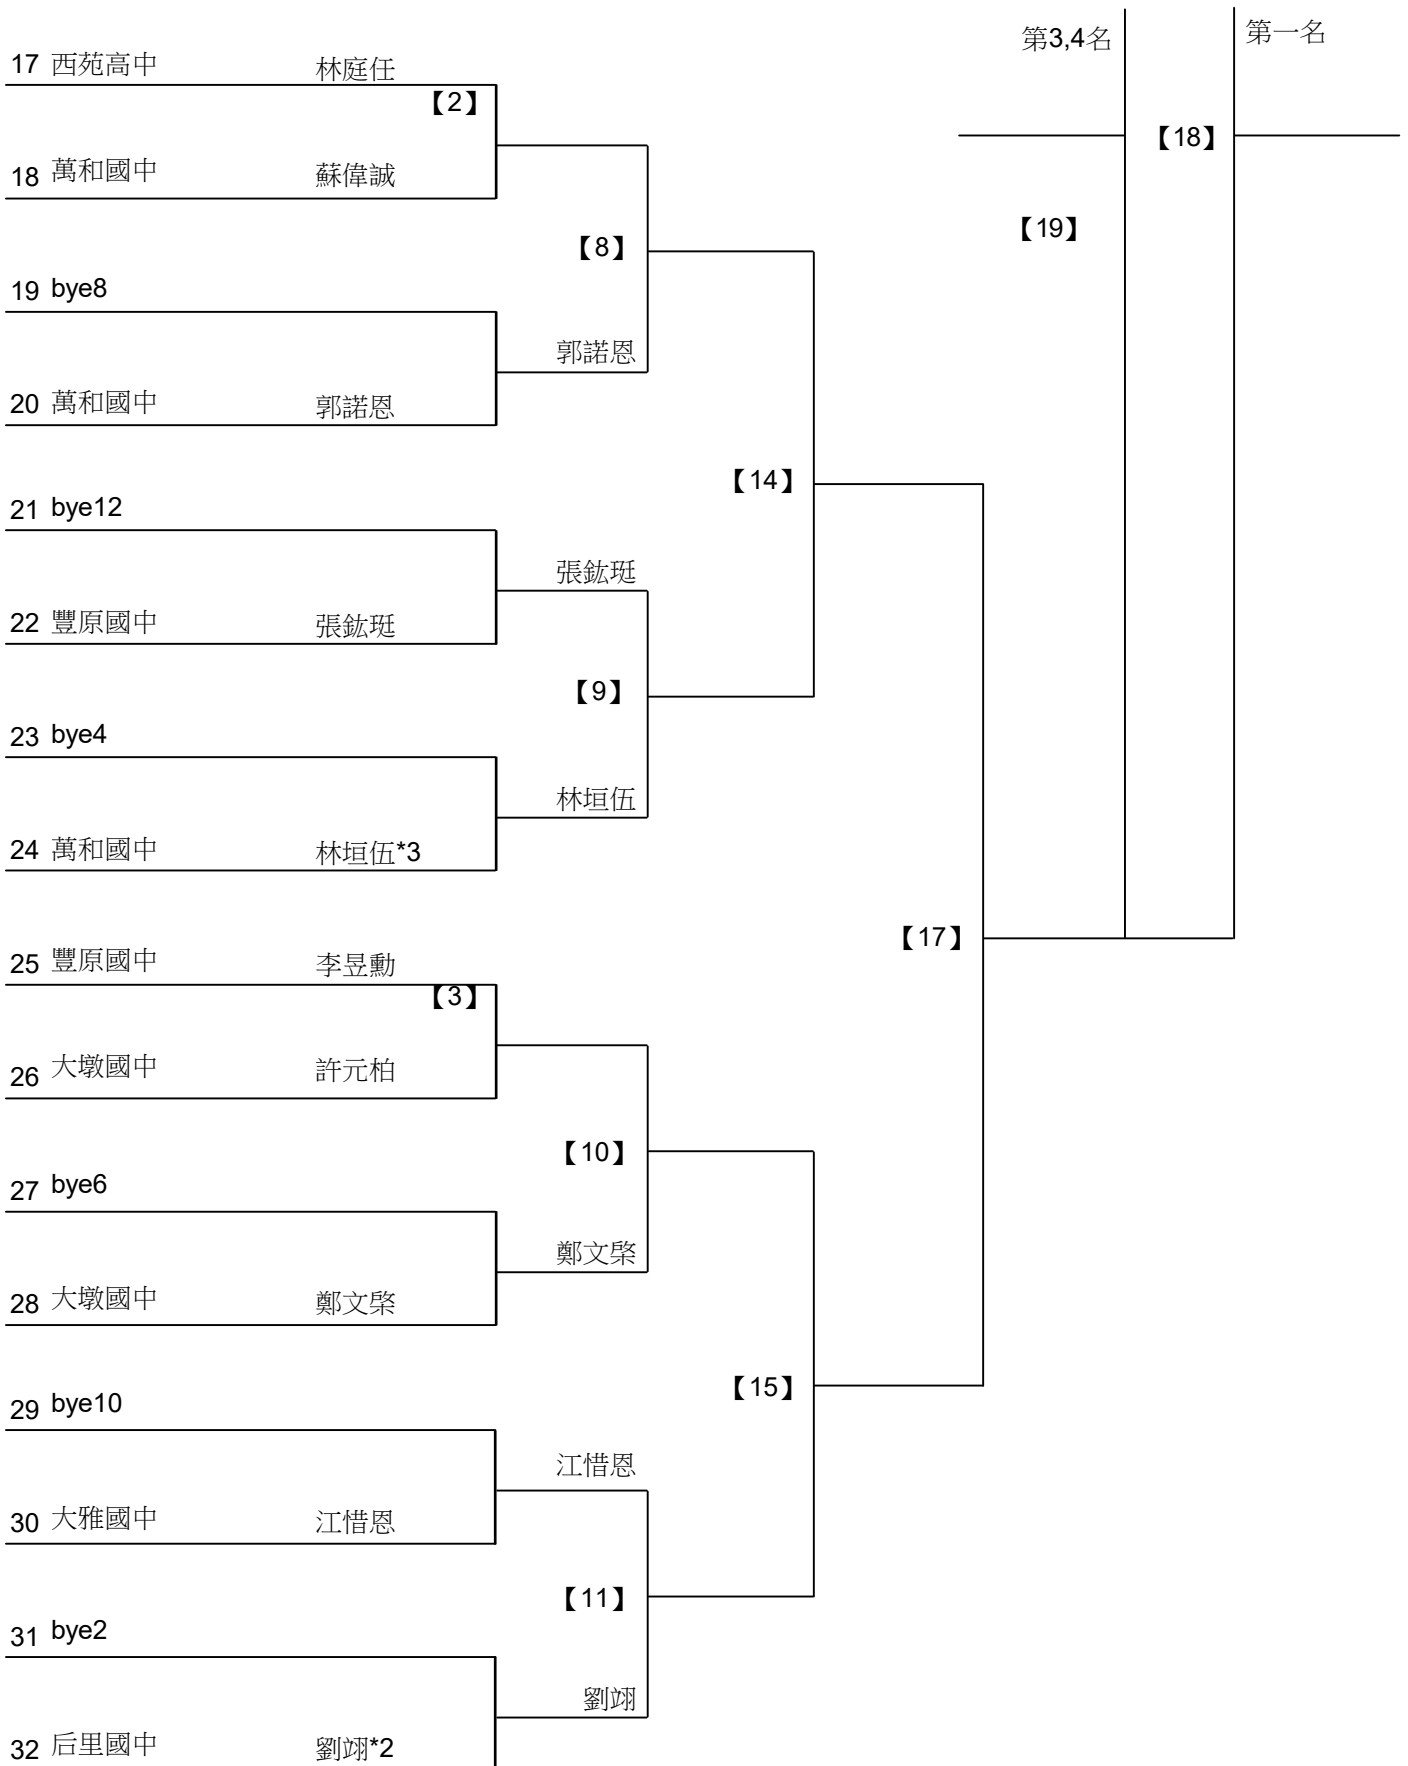 第3,4名 第一名
17 西苑高中 林庭任
【2】
【18】
18 萬和國中 蘇偉誠
【19】
【8】
19 bye8
郭諾恩
20 萬和國中 郭諾恩
【14】
21 bye12
張鈜珽
22 豐原國中 張鈜珽
【9】
23 bye4
林垣伍
24 萬和國中 林垣伍*3
【17】
25 豐原國中 李昱勳
【3】
26 大墩國中 許元柏
【10】
27 bye6
鄭文棨
28 大墩國中 鄭文棨
【15】
29 bye10
江惜恩
30 大雅國中 江惜恩
【11】
31 bye2
劉翊
32 后里國中 劉翊*2